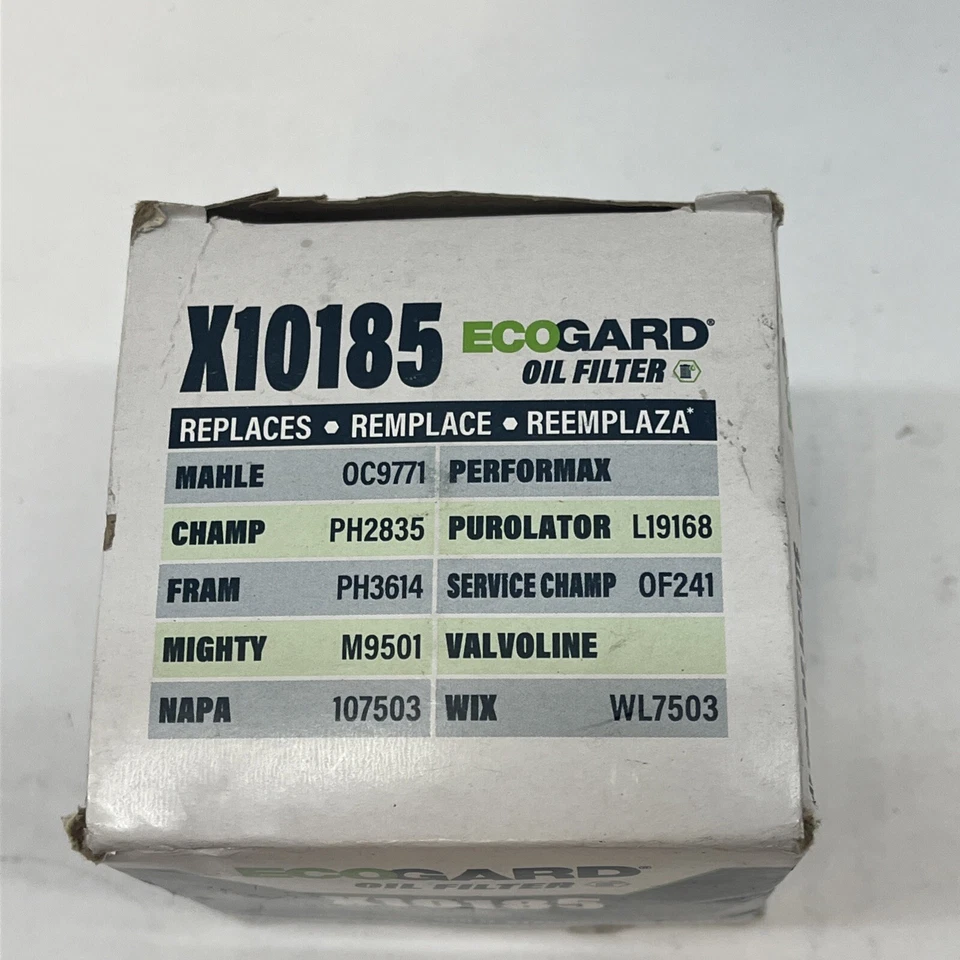 X10185 ECOGARD®
OIL FILTER
REPLACES • REMPLACE • REEMPLAZA*
MAHLE OC9771 PERFORMAX
CHAMP PH2835 PUROLATOR L19168
FRAM PH3614 SERVICE CHAMP OF241
MIGHTY M9501 VALVOLINE
NAPA 107503 WIX WL7503
ECOGARD®
OIL FILTER
X10185